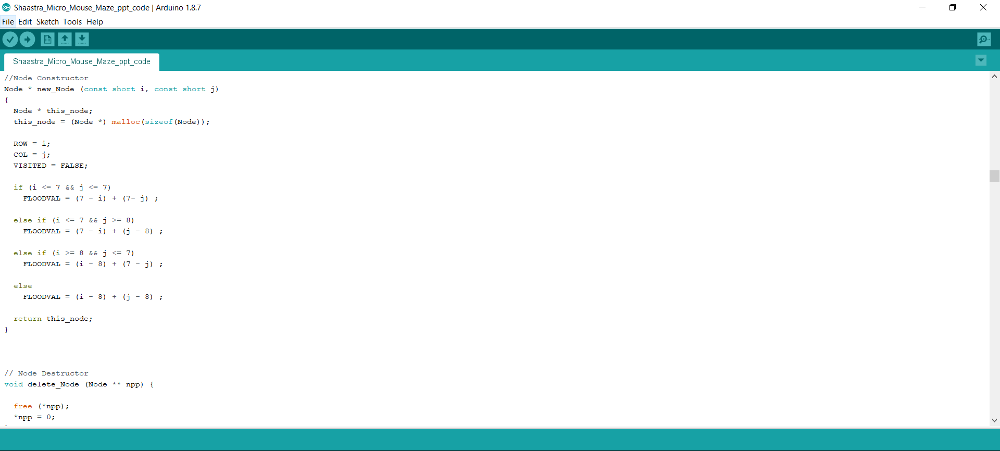 Shaastra_Micro_Mouse_Maze_ppt_code | Arduino 1.8.7
File Edit Sketch Tools Help
Shaastra_Micro_Mouse_Maze_ppt_code
//Node Constructor
Node * new_Node (const short i, const short j)
{
  Node * this_node;
  this_node = (Node *) malloc(sizeof(Node));
  ROW = i;
  COL = j;
  VISITED = FALSE;
  if (i <= 7 && j <= 7)
    FLOODVAL = (7 - i) + (7- j) ;
  else if (i <= 7 && j >= 8)
    FLOODVAL = (7 - i) + (j - 8) ;
  else if (i >= 8 && j <= 7)
    FLOODVAL = (i - 8) + (7 - j) ;
  else
    FLOODVAL = (i - 8) + (j - 8) ;
  return this_node;
}
// Node Destructor
void delete_Node (Node ** npp) {
  free (*npp);
  *npp = 0;